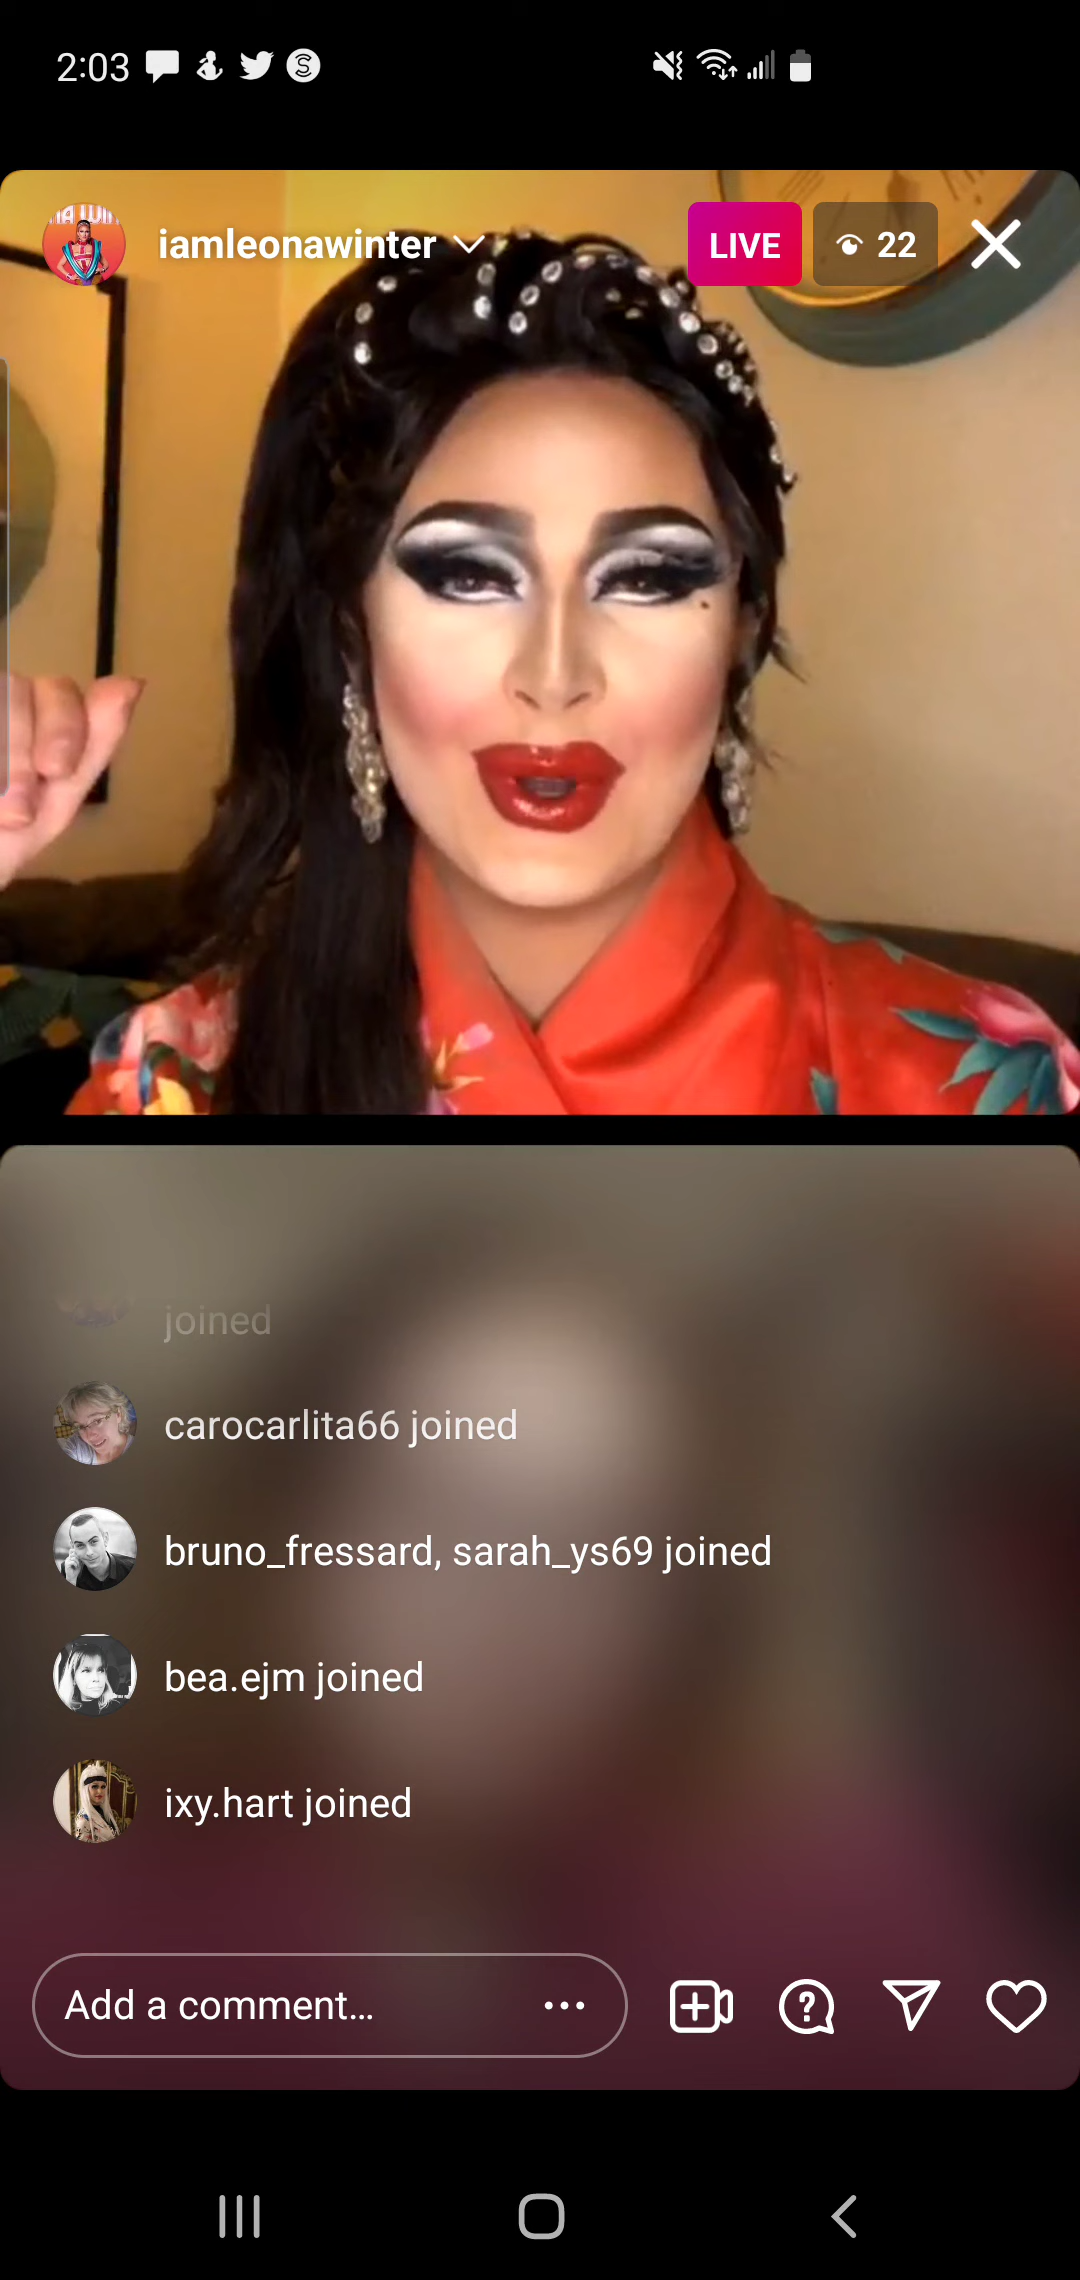 2:03
iamleonawinter
LIVE
22
joined
carocarlita66 joined
bruno_fressard, sarah_ys69 joined
bea.ejm joined
ixy.hart joined
Add a comment...